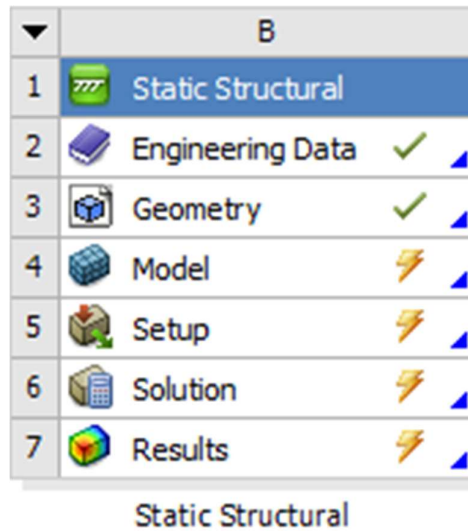 B
1 Static Structural
2 Engineering Data
3 Geometry
4 Model
5 Setup
6 Solution
7 Results
Static Structural